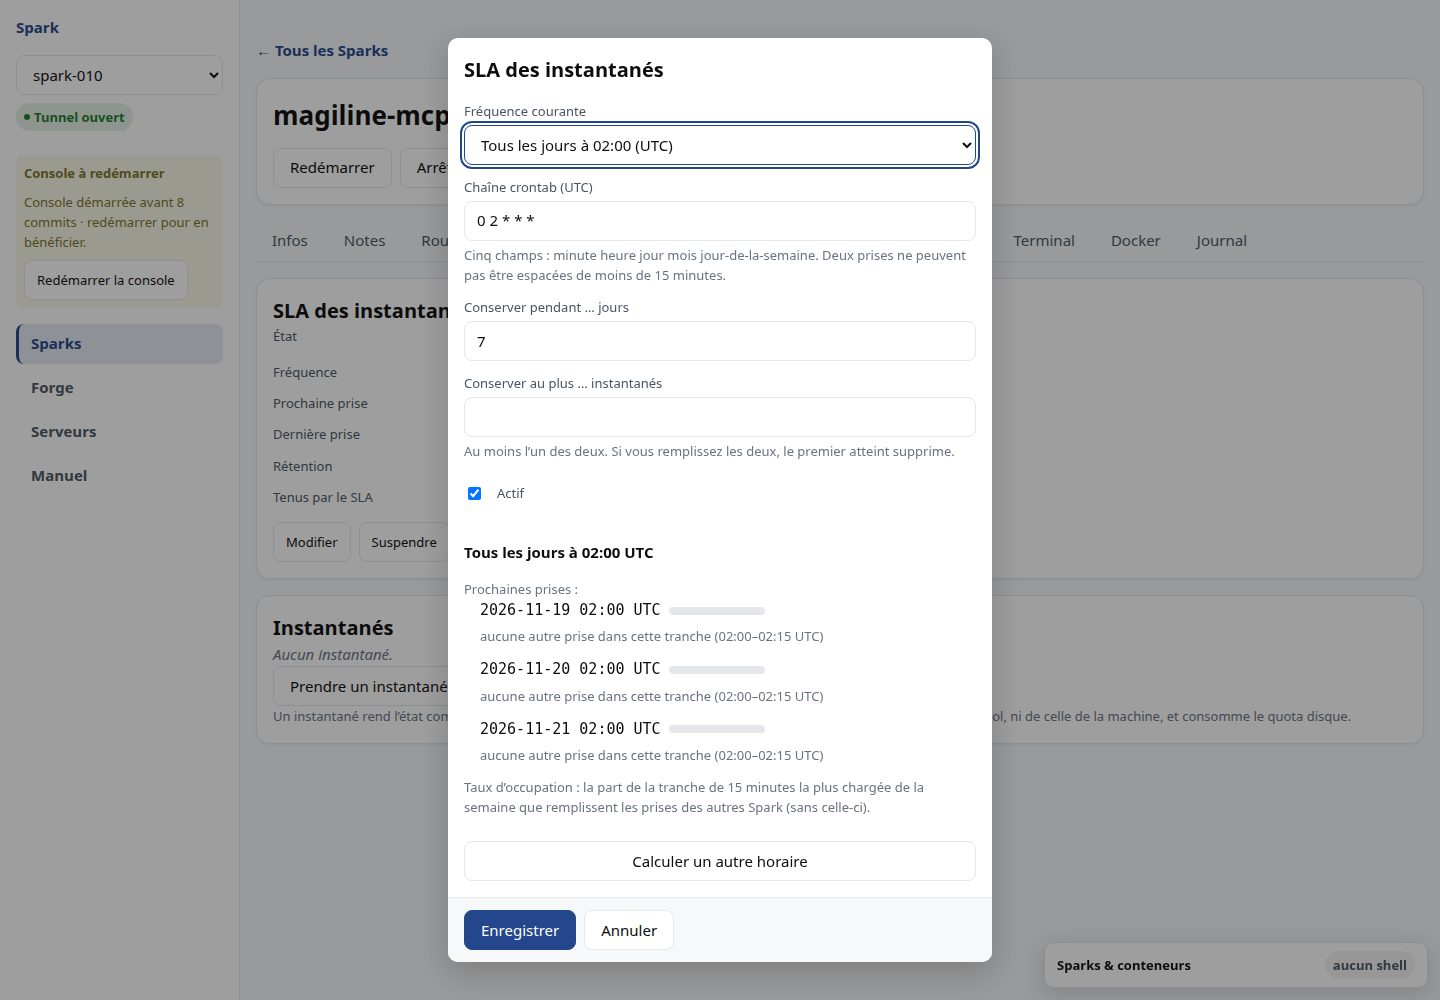 Spark
spark-010
Tunnel ouvert
Console à redémarrer
Console démarrée avant 8
commits · redémarrer pour en
bénéficier.
Redémarrer la console
Sparks
Forge
Serveurs
Manuel
← Tous les Sparks
magiline-mcp
Redémarrer
Arrê
Infos
Notes
Rou
Terminal
Docker
Journal
SLA des instantan
État
Fréquence
Prochaine prise
Dernière prise
Rétention
Tenus par le SLA
Modifier
Suspendre
Instantanés
Aucun instantané.
Prendre un instantané
Un instantané rend l’état com
ol, ni de celle de la machine, et consomme le quota disque.
SLA des instantanés
Fréquence courante
Tous les jours à 02:00 (UTC)
Chaîne crontab (UTC)
0 2 * * *
Cinq champs : minute heure jour mois jour-de-la-semaine. Deux prises ne peuvent
pas être espacées de moins de 15 minutes.
Conserver pendant … jours
7
Conserver au plus … instantanés
Au moins l’un des deux. Si vous remplissez les deux, le premier atteint supprime.
Actif
Tous les jours à 02:00 UTC
Prochaines prises :
2026-11-19 02:00 UTC
aucune autre prise dans cette tranche (02:00–02:15 UTC)
2026-11-20 02:00 UTC
aucune autre prise dans cette tranche (02:00–02:15 UTC)
2026-11-21 02:00 UTC
aucune autre prise dans cette tranche (02:00–02:15 UTC)
Taux d’occupation : la part de la tranche de 15 minutes la plus chargée de la
semaine que remplissent les prises des autres Spark (sans celle-ci).
Calculer un autre horaire
Enregistrer
Annuler
Sparks & conteneurs
aucun shell